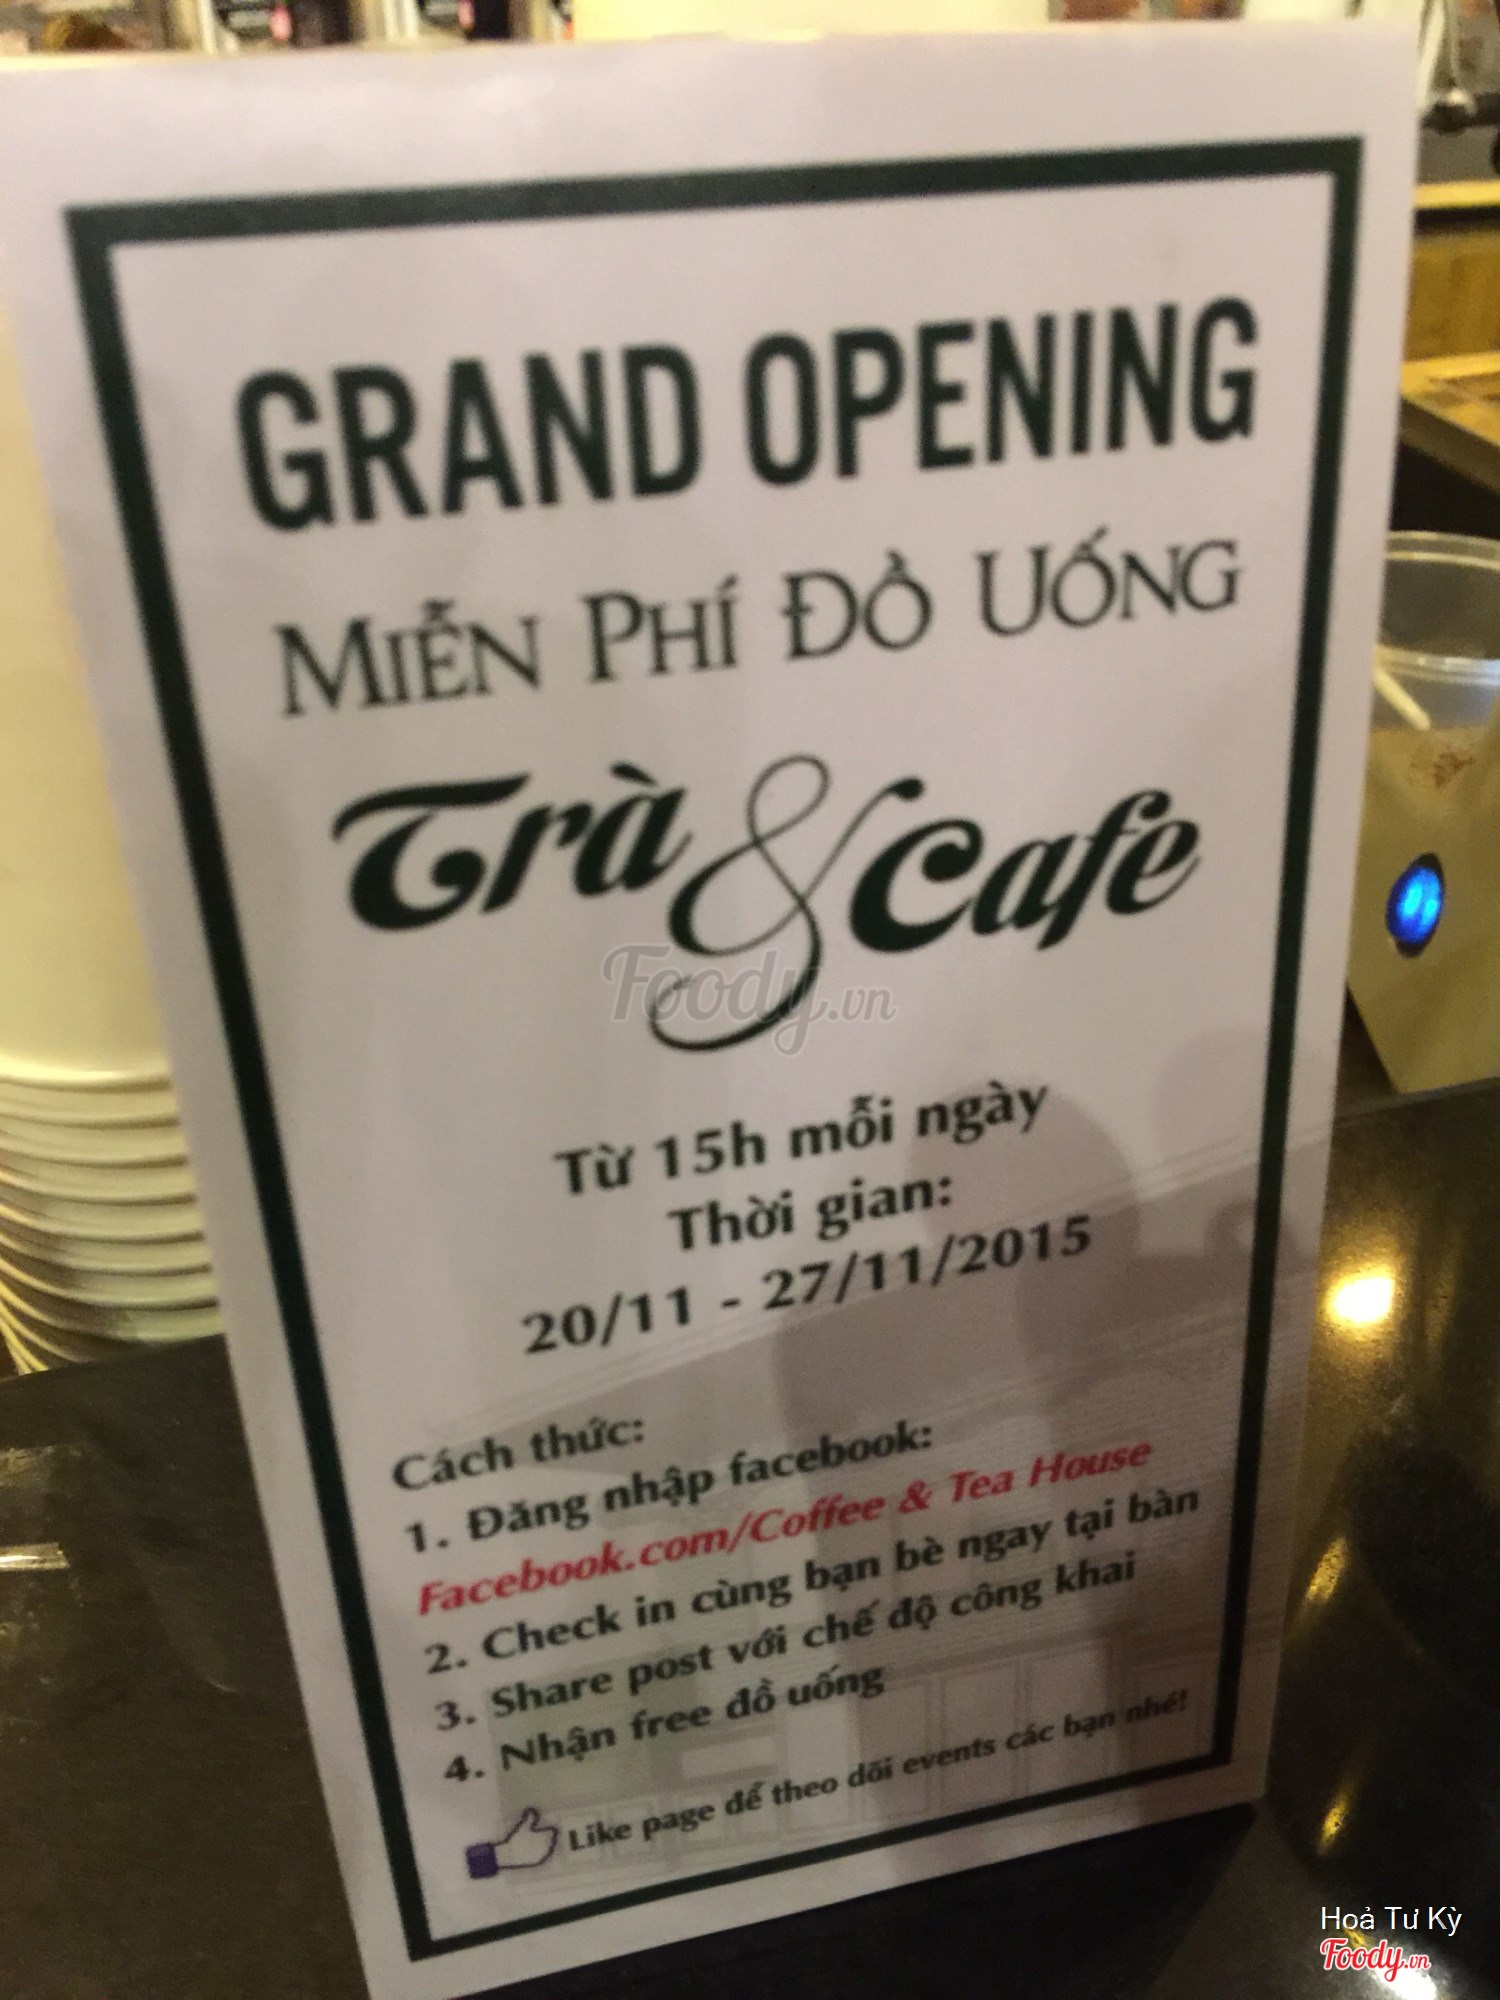 GRAND OPENING
MIỄN PHÍ ĐỒ UỐNG
Trà & Cafe
Foody.vn
Từ 15h mỗi ngày
Thời gian:
20/11 - 27/11/2015
Cách thức:
1. Đăng nhập facebook:
Facebook.com/Coffee & Tea House
2. Check in cùng bạn bè ngay tại bàn
3. Share post với chế độ công khai
4. Nhận free đồ uống
Like page để theo dõi events các bạn nhé!
Hoả Tư Kỳ
Foody.vn